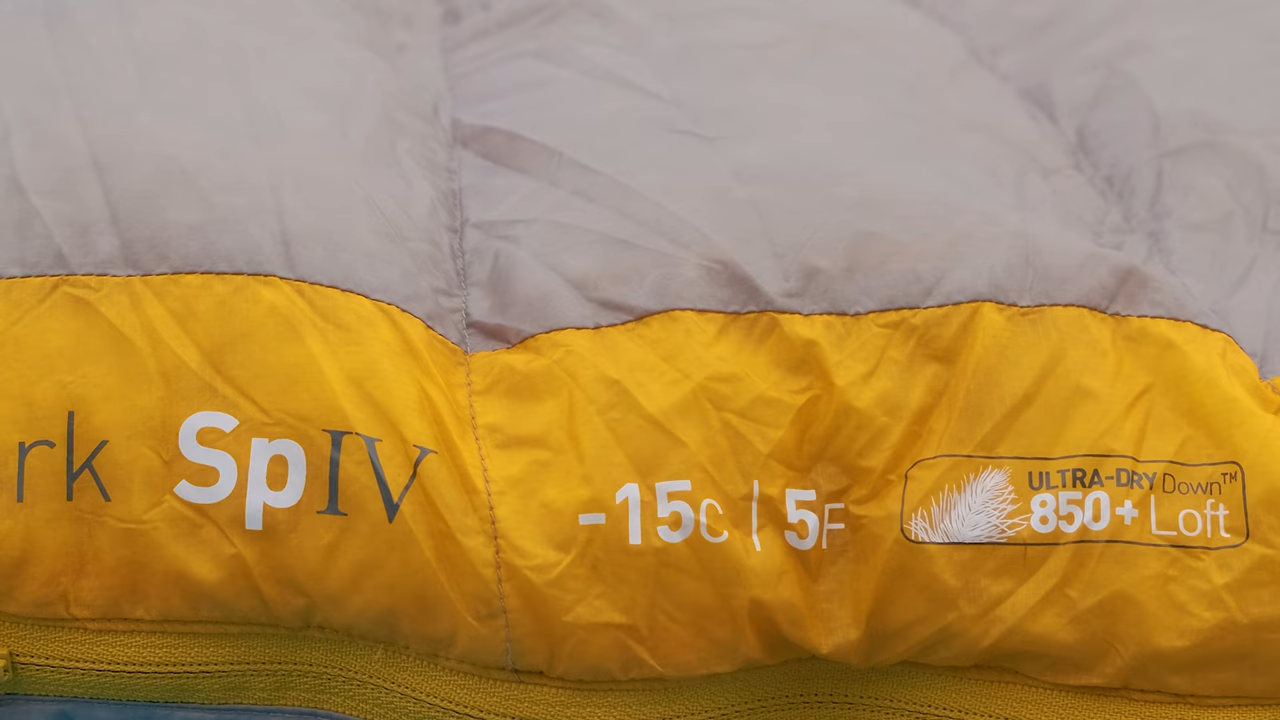 rk SpIV
-15C | 5F
ULTRA-DRY Down™
850+ Loft